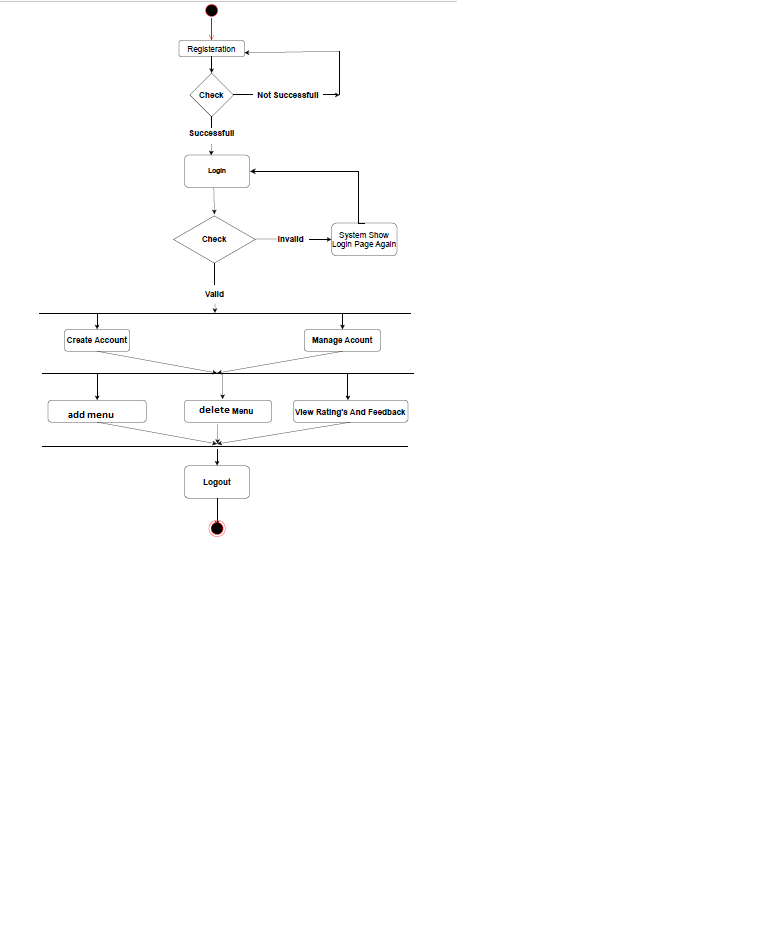 Registeration
Check
Not Successfull
Successfull
Login
Check
Invalid
System Show
Login Page Again
Valid
Create Account
Manage Acount
add menu
delete Menu
View Rating's And Feedback
Logout